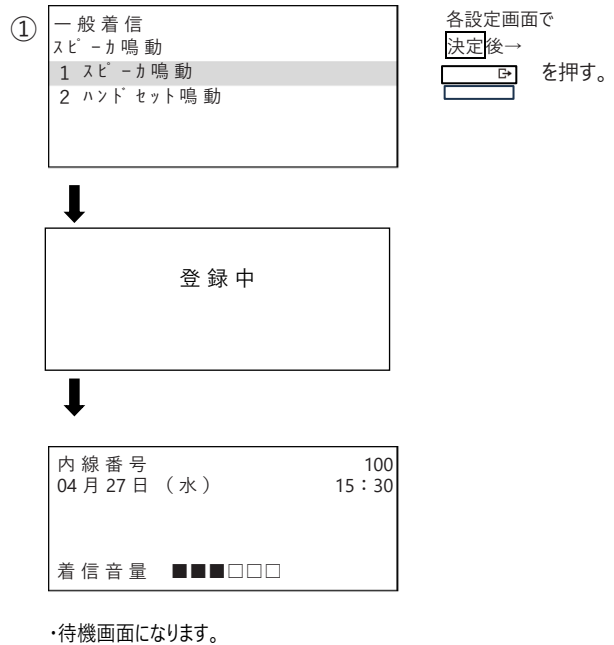 ①
一般着信
スピーカ鳴動
1 スピーカ鳴動
2 ハンドセット鳴動
各設定画面で
決定後→
を押す。
登録中
内線番号 100
04月27日（水） 15：30
着信音量 ■■■□□□
・待機画面になります。